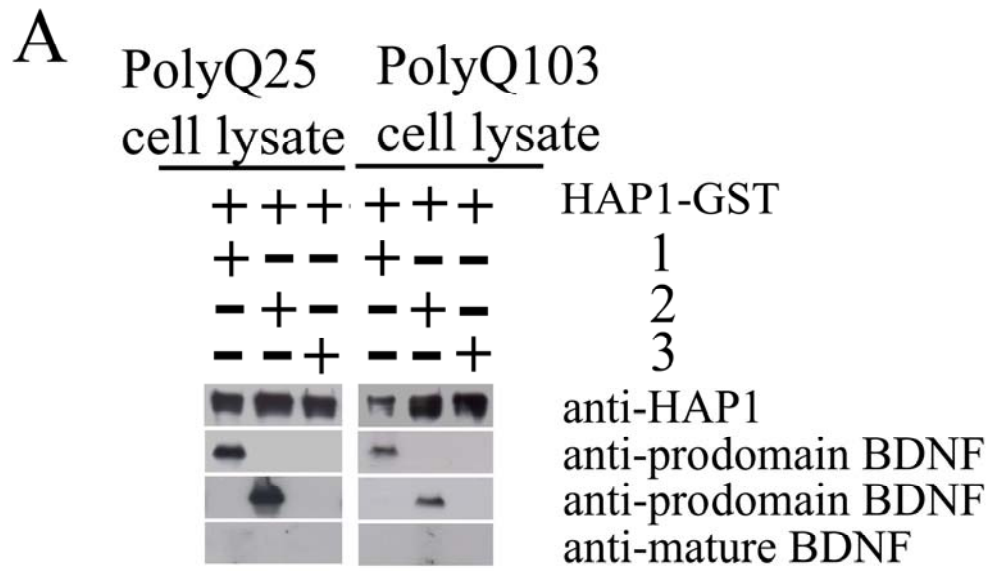 A
PolyQ25 PolyQ103
cell lysate cell lysate
+ + + + + + HAP1-GST
+ - - + - - 1
- + - - + - 2
- - + - - + 3
anti-HAP1
anti-prodomain BDNF
anti-prodomain BDNF
anti-mature BDNF